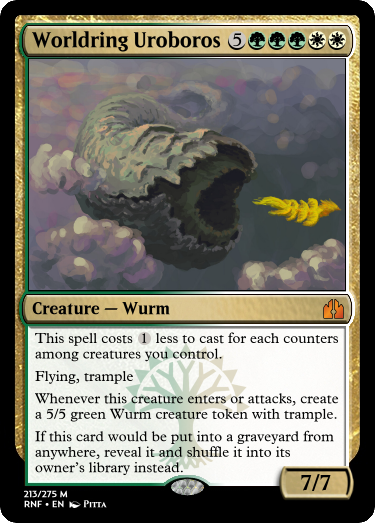 Worldring Uroboros 5
Creature — Wurm
This spell costs 1 less to cast for each counters
among creatures you control.
Flying, trample
Whenever this creature enters or attacks, create
a 5/5 green Wurm creature token with trample.
If this card would be put into a graveyard from
anywhere, reveal it and shuffle it into its
owner's library instead.
7/7
213/275 M
RNF • EN Pitta